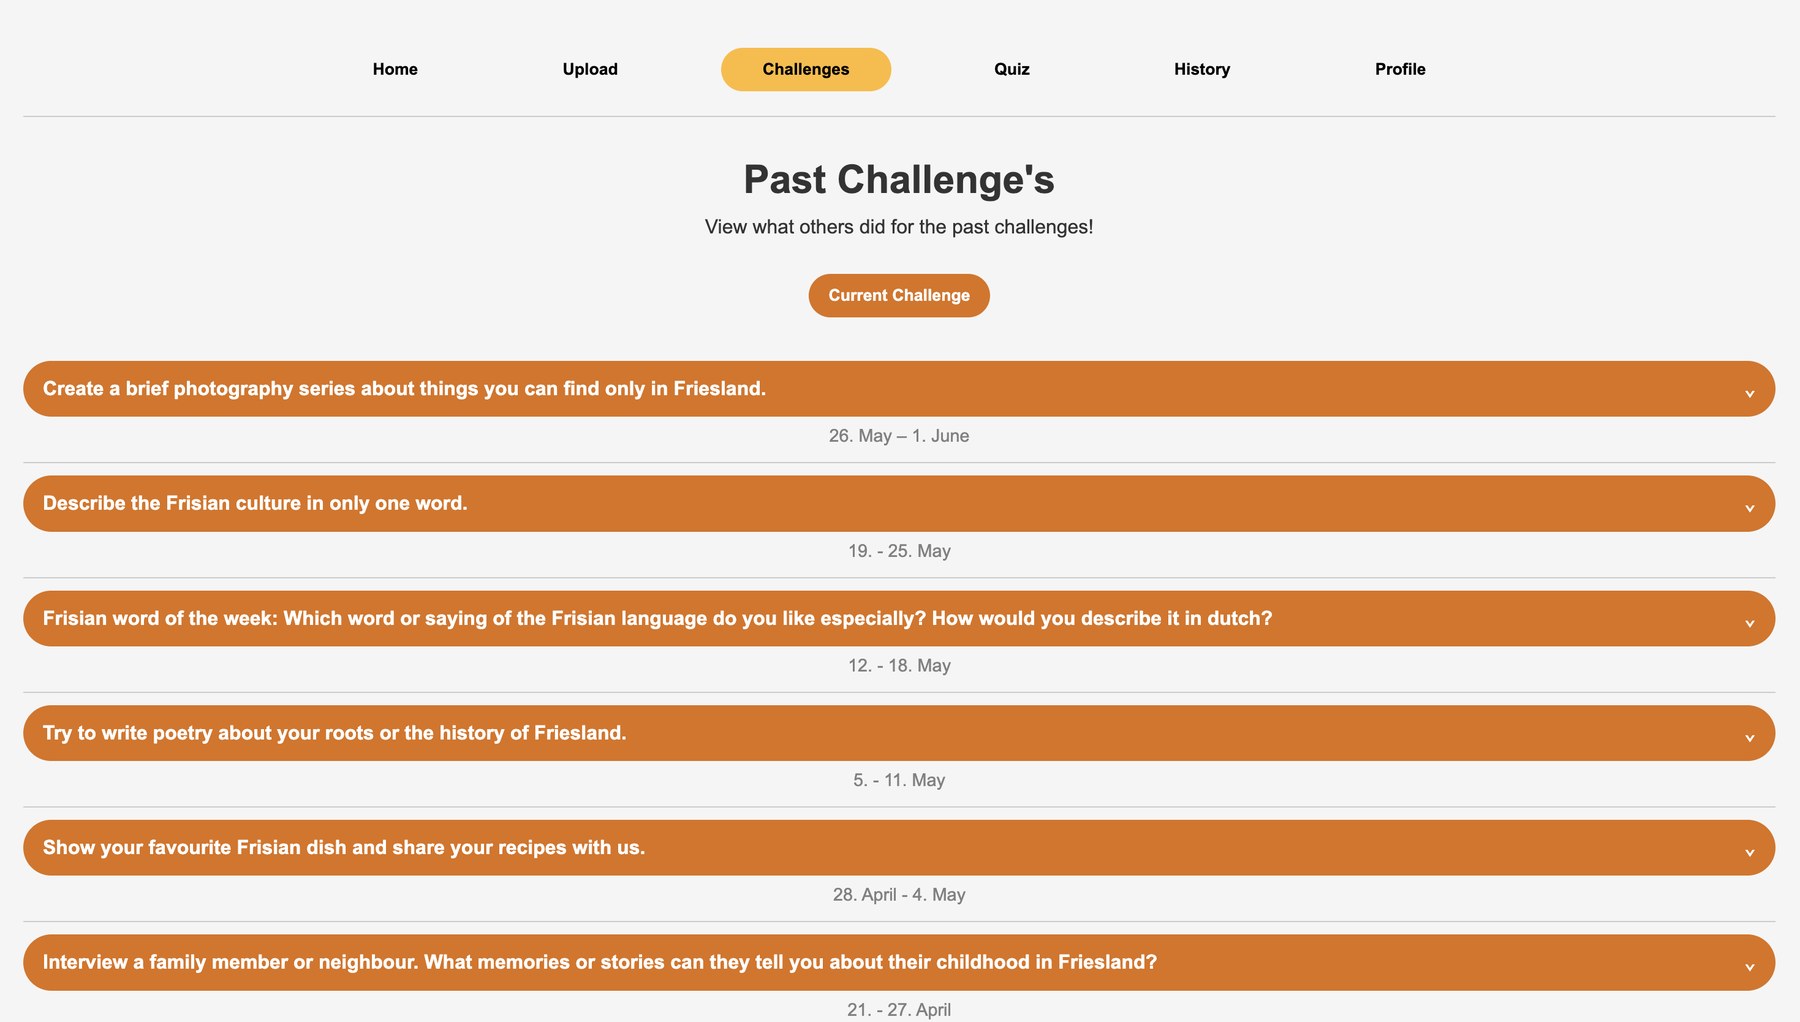 Home Upload Challenges Quiz History Profile
Past Challenge's
View what others did for the past challenges!
Current Challenge
Create a brief photography series about things you can find only in Friesland.
26. May – 1. June
Describe the Frisian culture in only one word.
19. - 25. May
Frisian word of the week: Which word or saying of the Frisian language do you like especially? How would you describe it in dutch?
12. - 18. May
Try to write poetry about your roots or the history of Friesland.
5. - 11. May
Show your favourite Frisian dish and share your recipes with us.
28. April - 4. May
Interview a family member or neighbour. What memories or stories can they tell you about their childhood in Friesland?
21. - 27. April